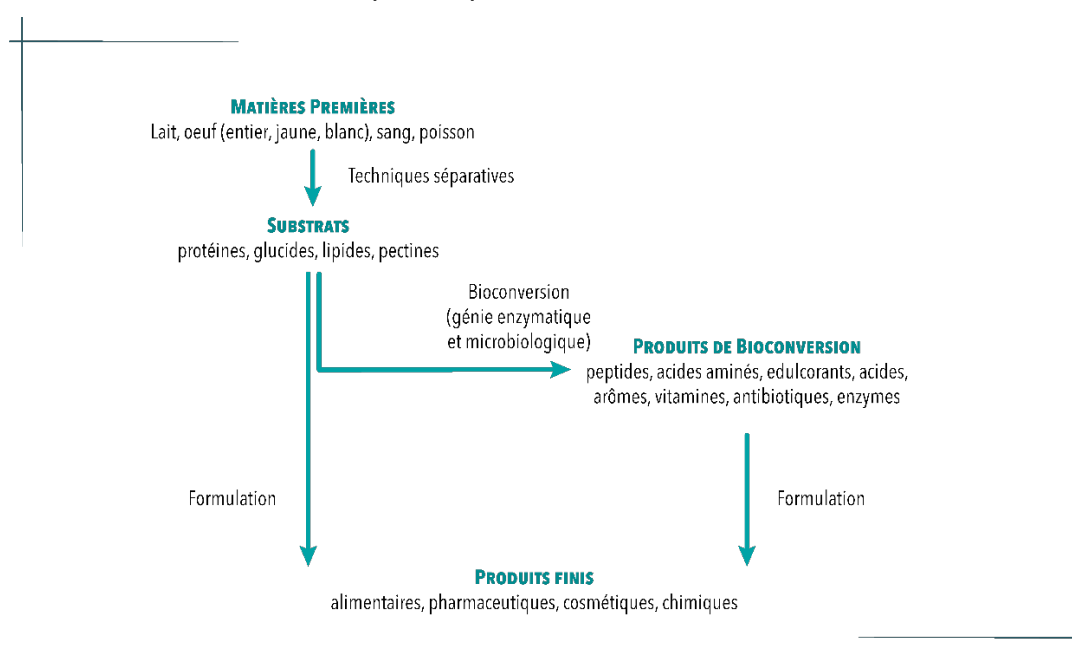 MATIÈRES PREMIÈRES
Lait, oeuf (entier, jaune, blanc), sang, poisson
Techniques séparatives
SUBSTRATS
protéines, glucides, lipides, pectines
Bioconversion
(génie enzymatique
et microbiologique)
PRODUITS DE BIOCONVERSION
peptides, acides aminés, edulcorants, acides,
arômes, vitamines, antibiotiques, enzymes
Formulation
Formulation
PRODUITS FINIS
alimentaires, pharmaceutiques, cosmétiques, chimiques